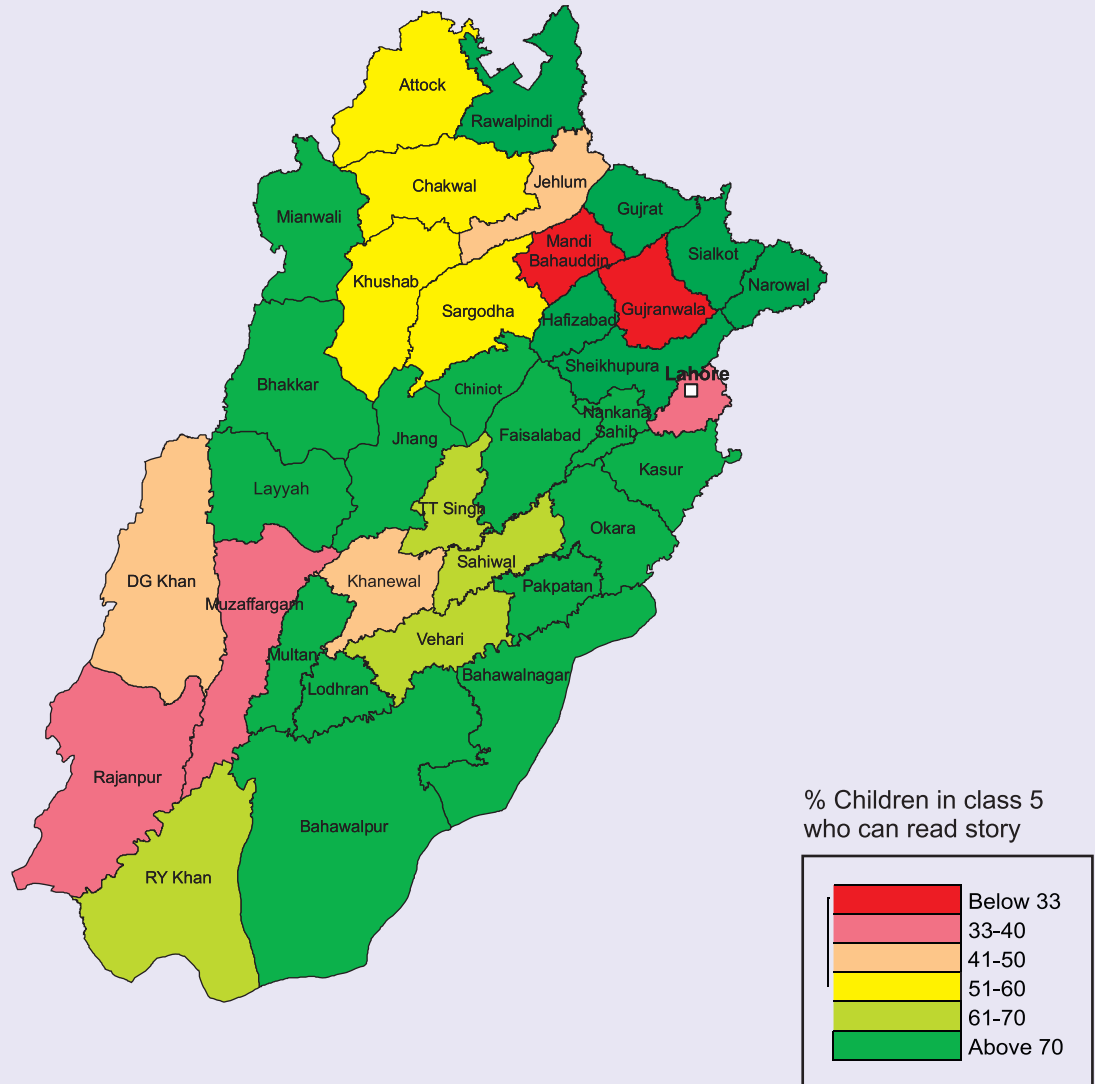 Attock
Rawalpindi
Chakwal
Jehlum
Mianwali
Gujrat
Mandi
Bahauddin
Sialkot
Khushab
Narowal
Sargodha
Hafizabad
Gujranwala
Sheikhupura
Lahore
Bhakkar
Chiniot
Nankana
Sahib
Jhang
Faisalabad
Kasur
Layyah
TT Singh
Okara
Sahiwal
DG Khan
Khanewal
Pakpatan
Muzaffargarh
Vehari
Multan
Bahawalnagar
Lodhran
Rajanpur
Bahawalpur
RY Khan
% Children in class 5
who can read story
Below 33
33-40
41-50
51-60
61-70
Above 70